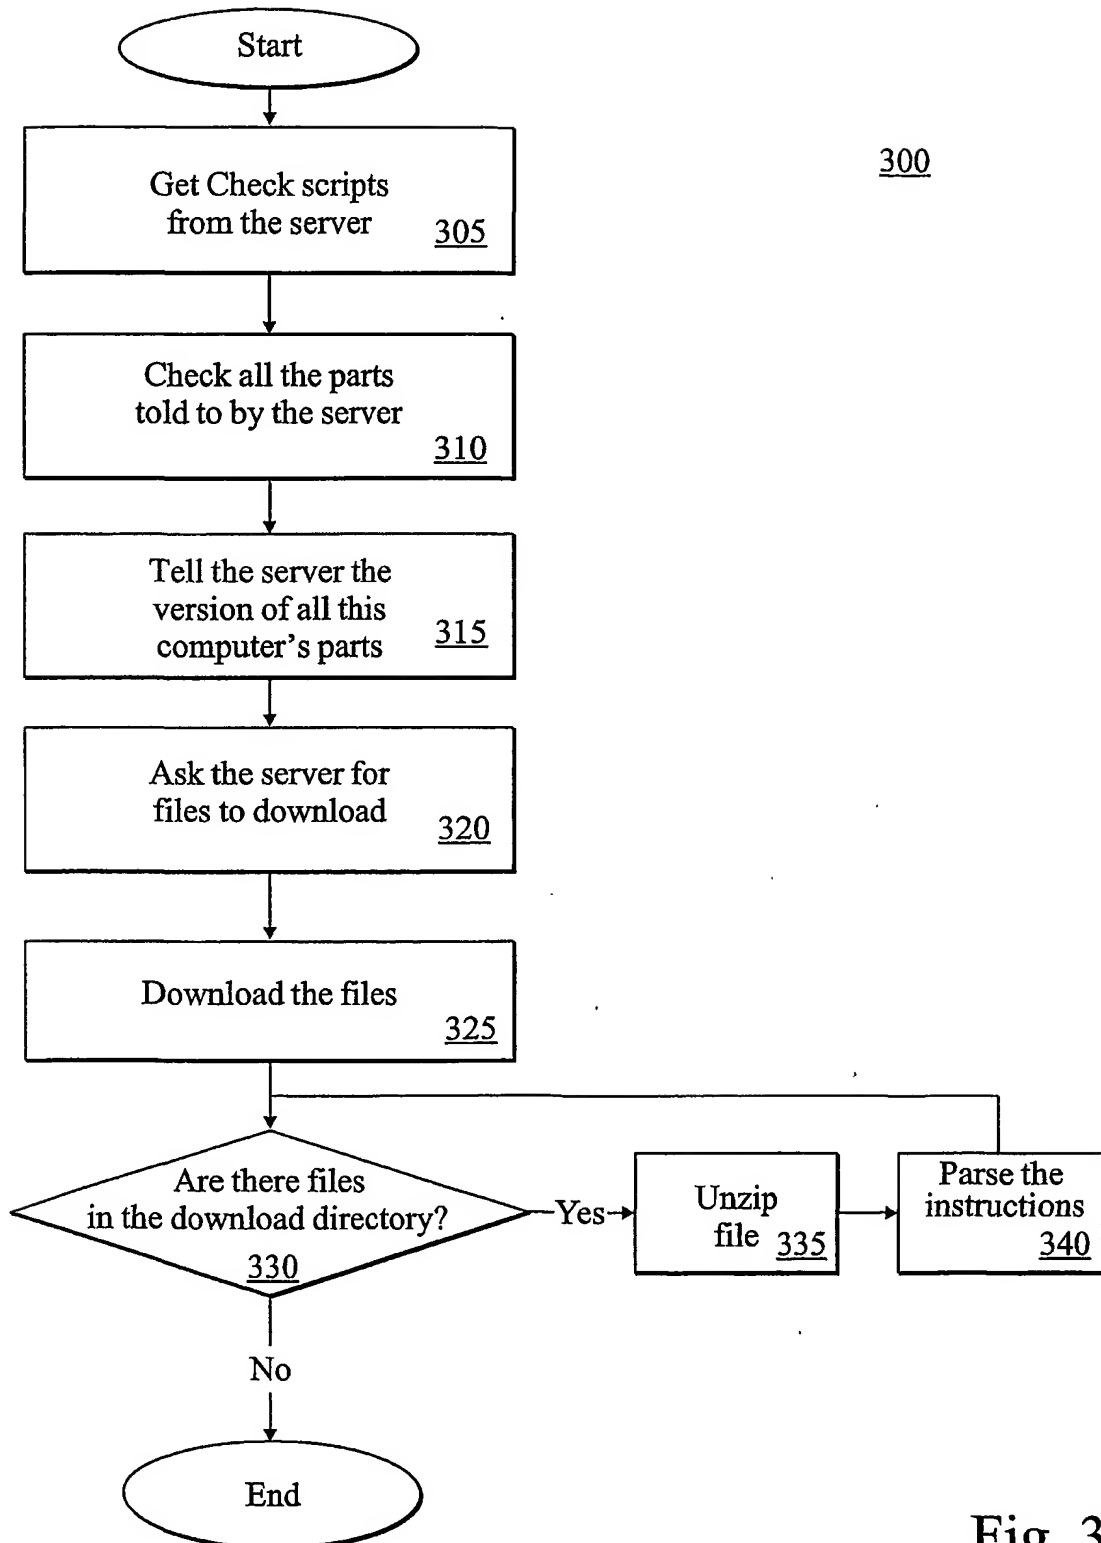 Start
300
Get Check scripts
from the server
305
Check all the parts
told to by the server
310
Tell the server the
version of all this
computer's parts
315
Ask the server for
files to download
320
Download the files
325
Are there files
in the download directory?
330
Yes
Unzip
file
335
Parse the
instructions
340
No
End
Fig. 3